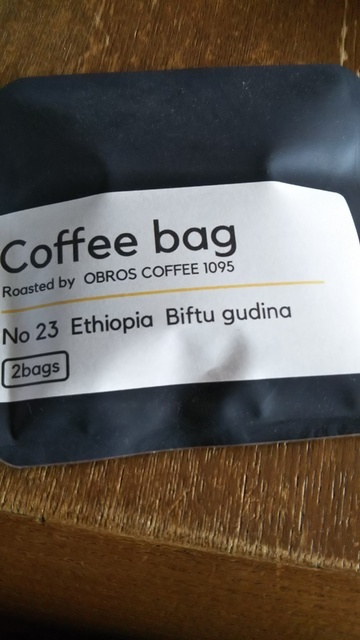 Coffee bag
Roasted by OBROS COFFEE 1095
No 23 Ethiopia Biftu gudina
2bags